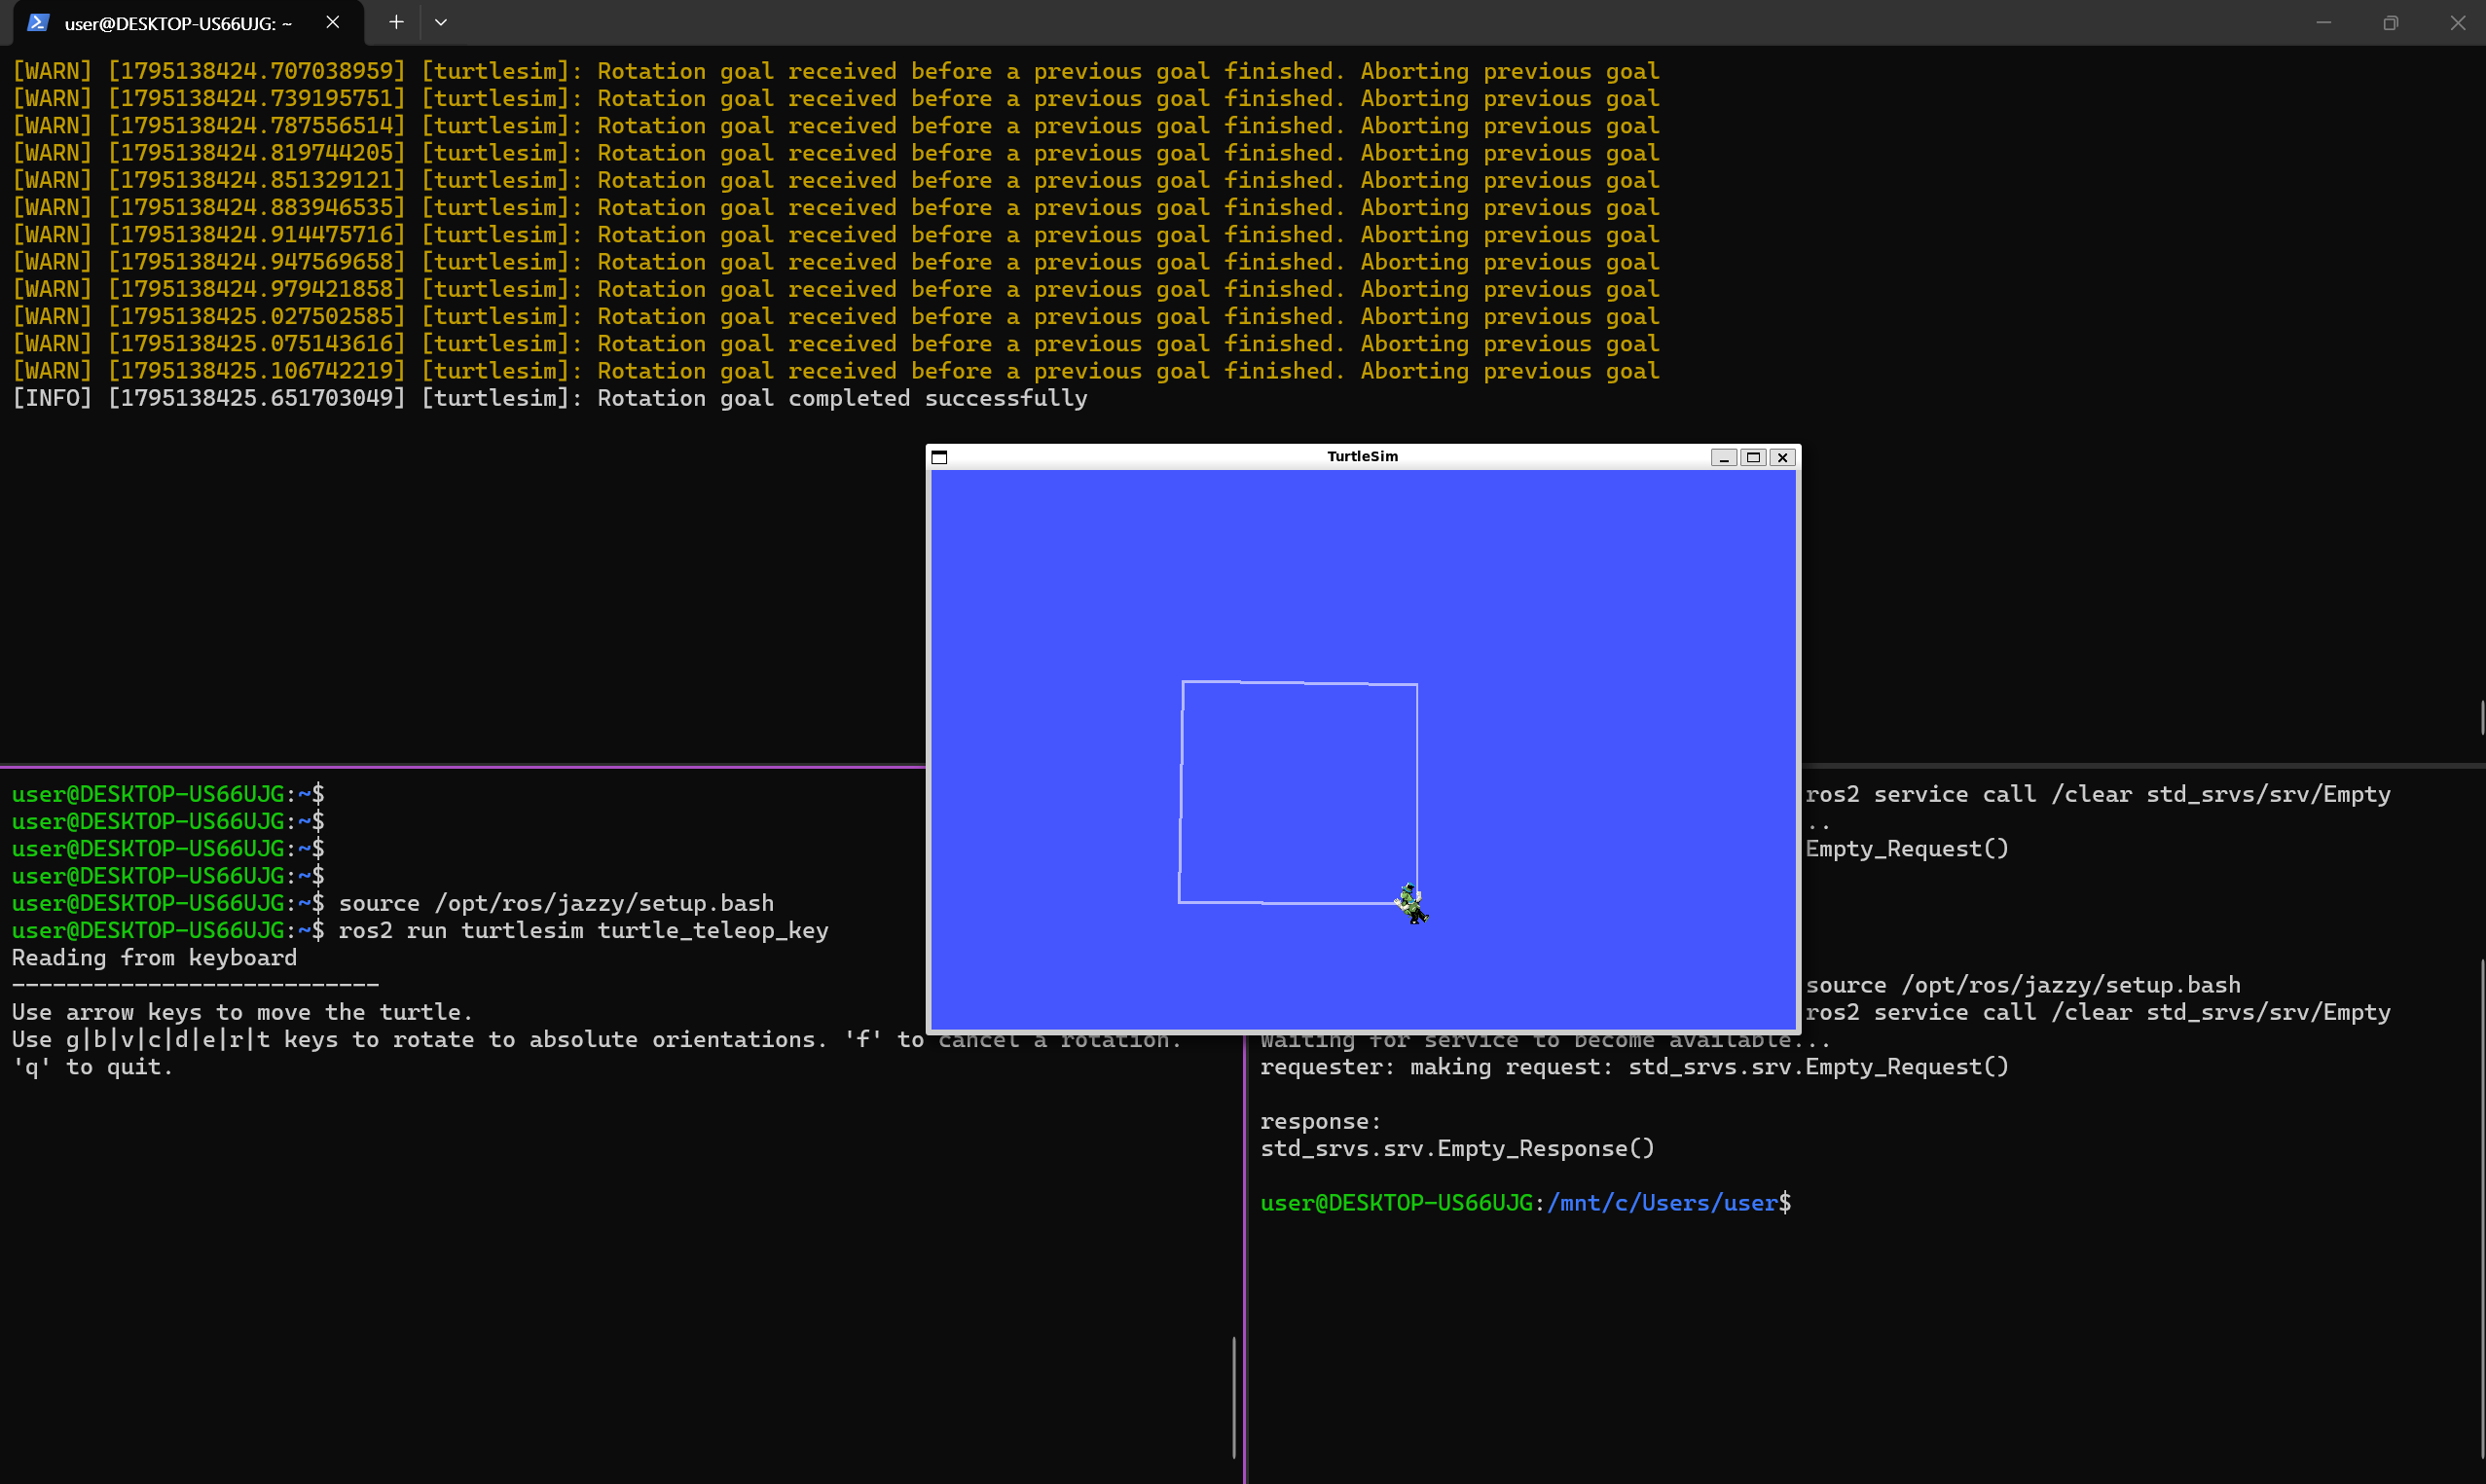 user@DESKTOP-US66UJG: ~
[WARN] [1795138424.707038959] [turtlesim]: Rotation goal received before a previous goal finished. Aborting previous goal
[WARN] [1795138424.739195751] [turtlesim]: Rotation goal received before a previous goal finished. Aborting previous goal
[WARN] [1795138424.787556514] [turtlesim]: Rotation goal received before a previous goal finished. Aborting previous goal
[WARN] [1795138424.819744205] [turtlesim]: Rotation goal received before a previous goal finished. Aborting previous goal
[WARN] [1795138424.851329121] [turtlesim]: Rotation goal received before a previous goal finished. Aborting previous goal
[WARN] [1795138424.883946535] [turtlesim]: Rotation goal received before a previous goal finished. Aborting previous goal
[WARN] [1795138424.914475716] [turtlesim]: Rotation goal received before a previous goal finished. Aborting previous goal
[WARN] [1795138424.947569658] [turtlesim]: Rotation goal received before a previous goal finished. Aborting previous goal
[WARN] [1795138424.979421858] [turtlesim]: Rotation goal received before a previous goal finished. Aborting previous goal
[WARN] [1795138425.027502585] [turtlesim]: Rotation goal received before a previous goal finished. Aborting previous goal
[WARN] [1795138425.075143616] [turtlesim]: Rotation goal received before a previous goal finished. Aborting previous goal
[WARN] [1795138425.106742219] [turtlesim]: Rotation goal received before a previous goal finished. Aborting previous goal
[INFO] [1795138425.651703049] [turtlesim]: Rotation goal completed successfully
TurtleSim
user@DESKTOP-US66UJG:~$
user@DESKTOP-US66UJG:~$
user@DESKTOP-US66UJG:~$
user@DESKTOP-US66UJG:~$
user@DESKTOP-US66UJG:~$ source /opt/ros/jazzy/setup.bash
user@DESKTOP-US66UJG:~$ ros2 run turtlesim turtle_teleop_key
Reading from keyboard
---------------------------
Use arrow keys to move the turtle.
Use g|b|v|c|d|e|r|t keys to rotate to absolute orientations. 'f' to cancel a rotation.
'q' to quit.
ros2 service call /clear std_srvs/srv/Empty
..
Empty_Request()
source /opt/ros/jazzy/setup.bash
ros2 service call /clear std_srvs/srv/Empty
Waiting for service to become available...
requester: making request: std_srvs.srv.Empty_Request()
response:
std_srvs.srv.Empty_Response()
user@DESKTOP-US66UJG:/mnt/c/Users/user$